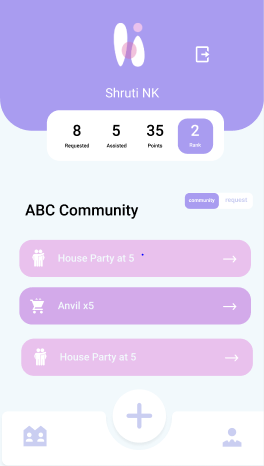 Shruti NK
8 5 35 2
Requested Assisted Points Rank
community request
ABC Community
House Party at 5
Anvil x5
House Party at 5